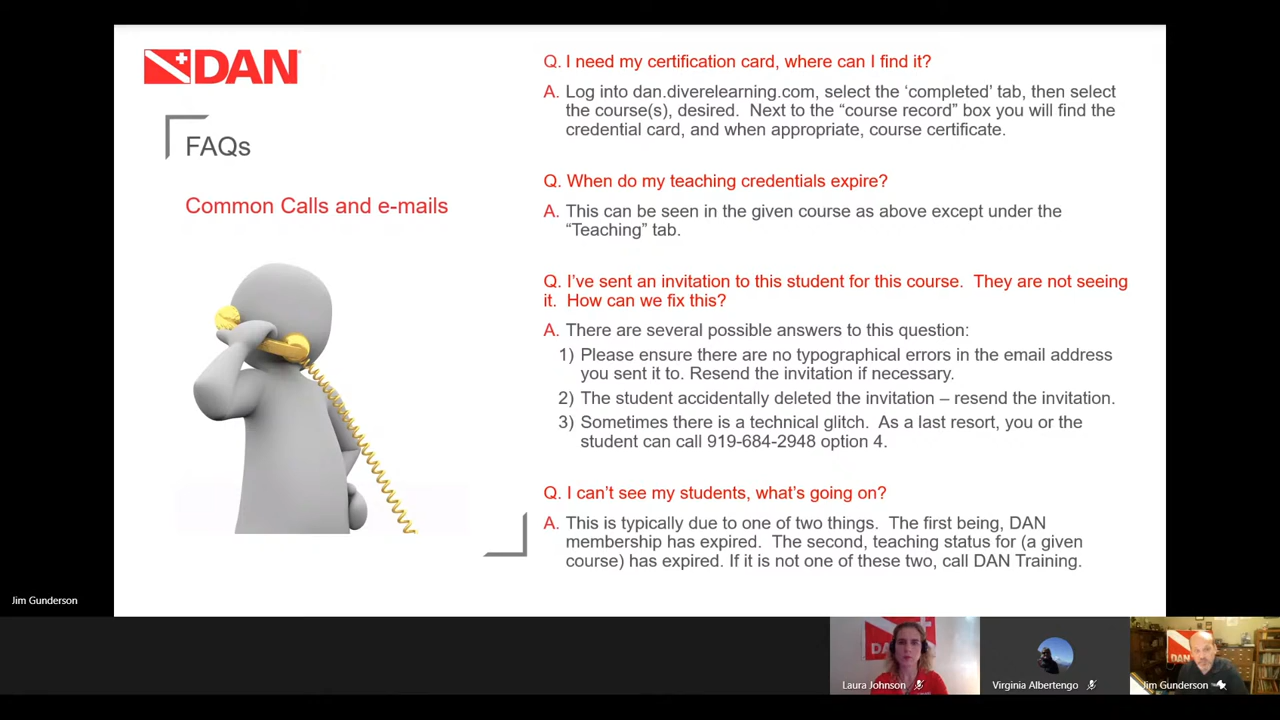 DAN
FAQs
Common Calls and e-mails
Q. I need my certification card, where can I find it?
A. Log into dan.diverelearning.com, select the ‘completed’ tab, then select
the course(s), desired. Next to the “course record” box you will find the
credential card, and when appropriate, course certificate.
Q. When do my teaching credentials expire?
A. This can be seen in the given course as above except under the
“Teaching” tab.
Q. I’ve sent an invitation to this student for this course. They are not seeing
it. How can we fix this?
A. There are several possible answers to this question:
1) Please ensure there are no typographical errors in the email address
you sent it to. Resend the invitation if necessary.
2) The student accidentally deleted the invitation – resend the invitation.
3) Sometimes there is a technical glitch. As a last resort, you or the
student can call 919-684-2948 option 4.
Q. I can’t see my students, what’s going on?
A. This is typically due to one of two things. The first being, DAN
membership has expired. The second, teaching status for (a given
course) has expired. If it is not one of these two, call DAN Training.
Jim Gunderson
DAN
Laura Johnson
Virginia Albertengo
DAN
Jim Gunderson